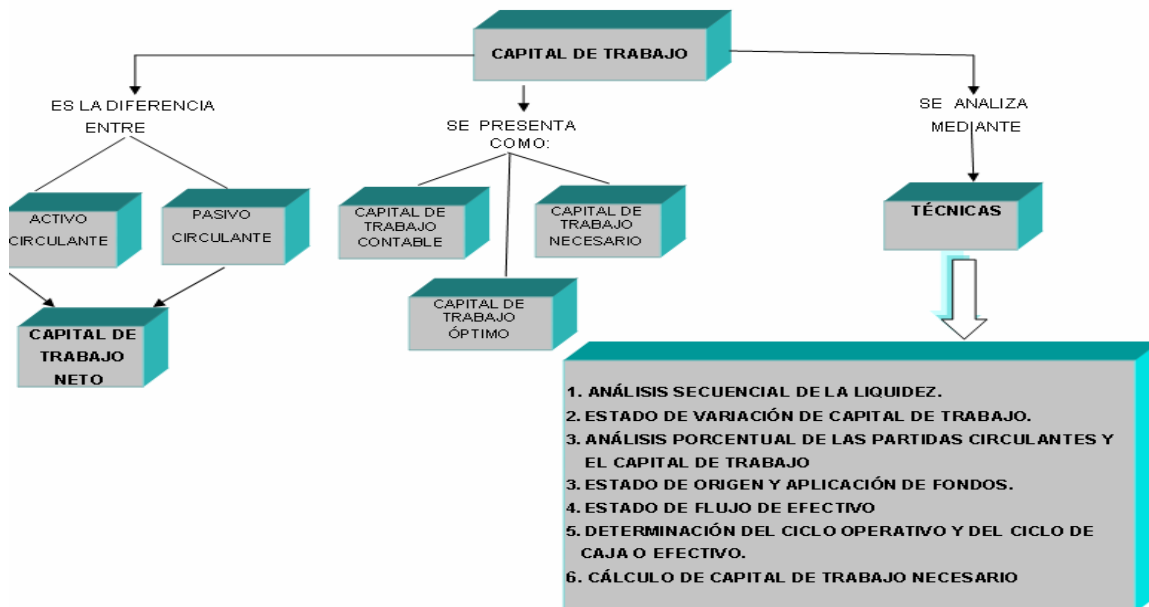 CAPITAL DE TRABAJO
ES LA DIFERENCIA
ENTRE
ACTIVO
CIRCULANTE
PASIVO
CIRCULANTE
CAPITAL DE
TRABAJO
NETO
SE PRESENTA
COMO:
CAPITAL DE
TRABAJO
CONTABLE
CAPITAL DE
TRABAJO
NECESARIO
CAPITAL DE
TRABAJO
ÓPTIMO
SE ANALIZA
MEDIANTE
TÉCNICAS
1. ANÁLISIS SECUENCIAL DE LA LIQUIDEZ.
2. ESTADO DE VARIACIÓN DE CAPITAL DE TRABAJO.
3. ANÁLISIS PORCENTUAL DE LAS PARTIDAS CIRCULANTES Y
EL CAPITAL DE TRABAJO
3. ESTADO DE ORIGEN Y APLICACIÓN DE FONDOS.
4. ESTADO DE FLUJO DE EFECTIVO
5. DETERMINACIÓN DEL CICLO OPERATIVO Y DEL CICLO DE
CAJA O EFECTIVO.
6. CÁLCULO DE CAPITAL DE TRABAJO NECESARIO